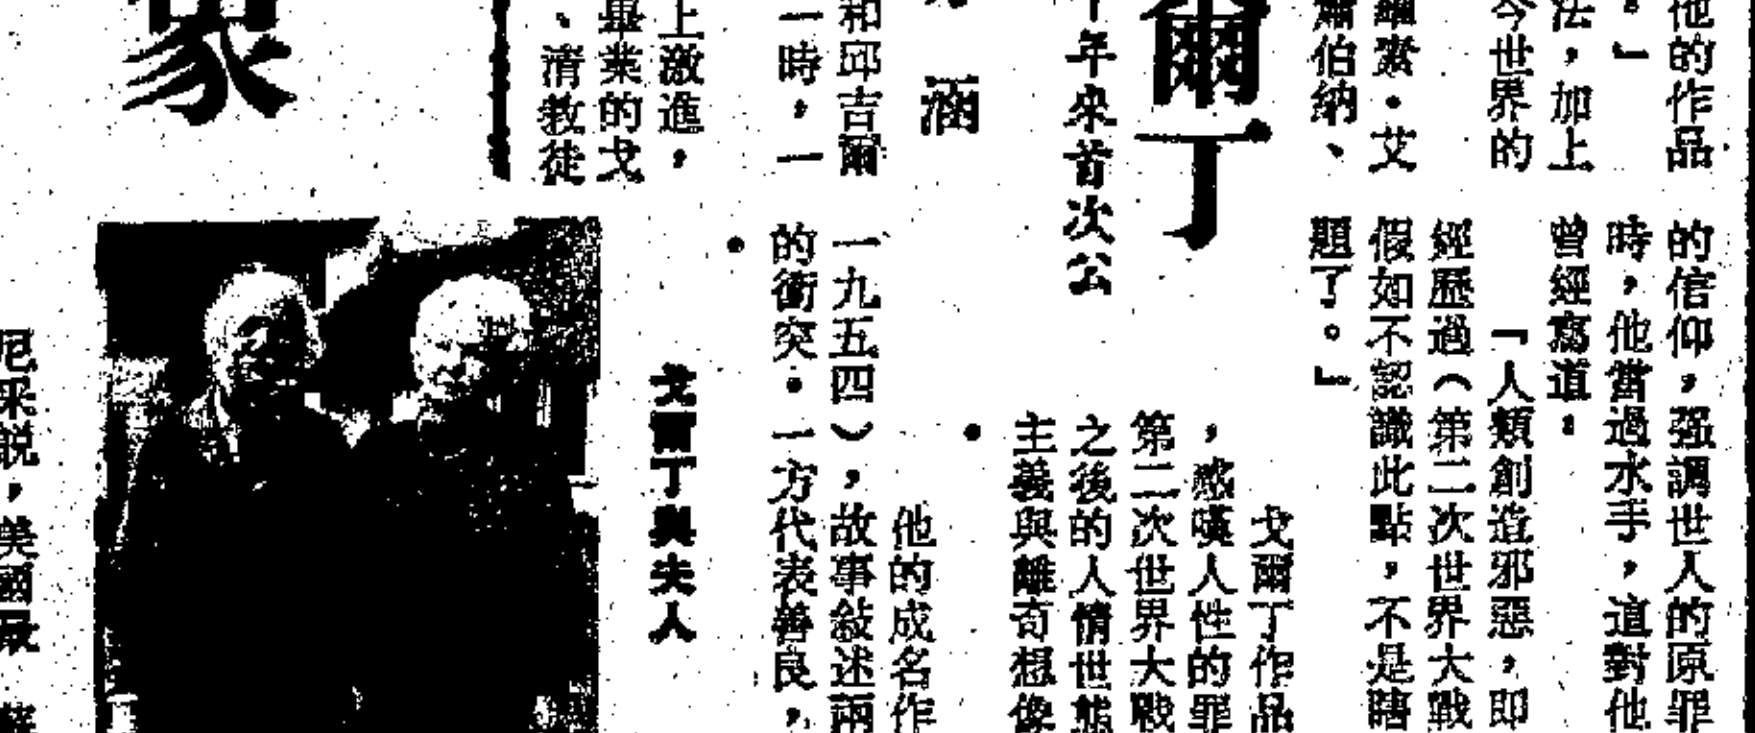 他的作品
。」
法,加上
今世界的
素・艾
蕭伯納、
爾丁
十年來首次公
涵
和邱吉爾
一時,一
上激進,
畢業的戈
、清教徒
象
的信仰,强調世人的原罪
時,他當過水手,這對他
曾經寫道:
「人類創造邪惡,即
經歷過(第二次世界大戰
假如不認識此點,不是瞎
題了。」
戈爾丁作品
,感嘆人性的罪
第二次世界大戰
之後的人情世態
主義與離奇想像
•
他的成名作
一九五四),故事敍述兩
的衝突・一方代表善良,
•
戈爾丁與夫人
尼采說,美國最